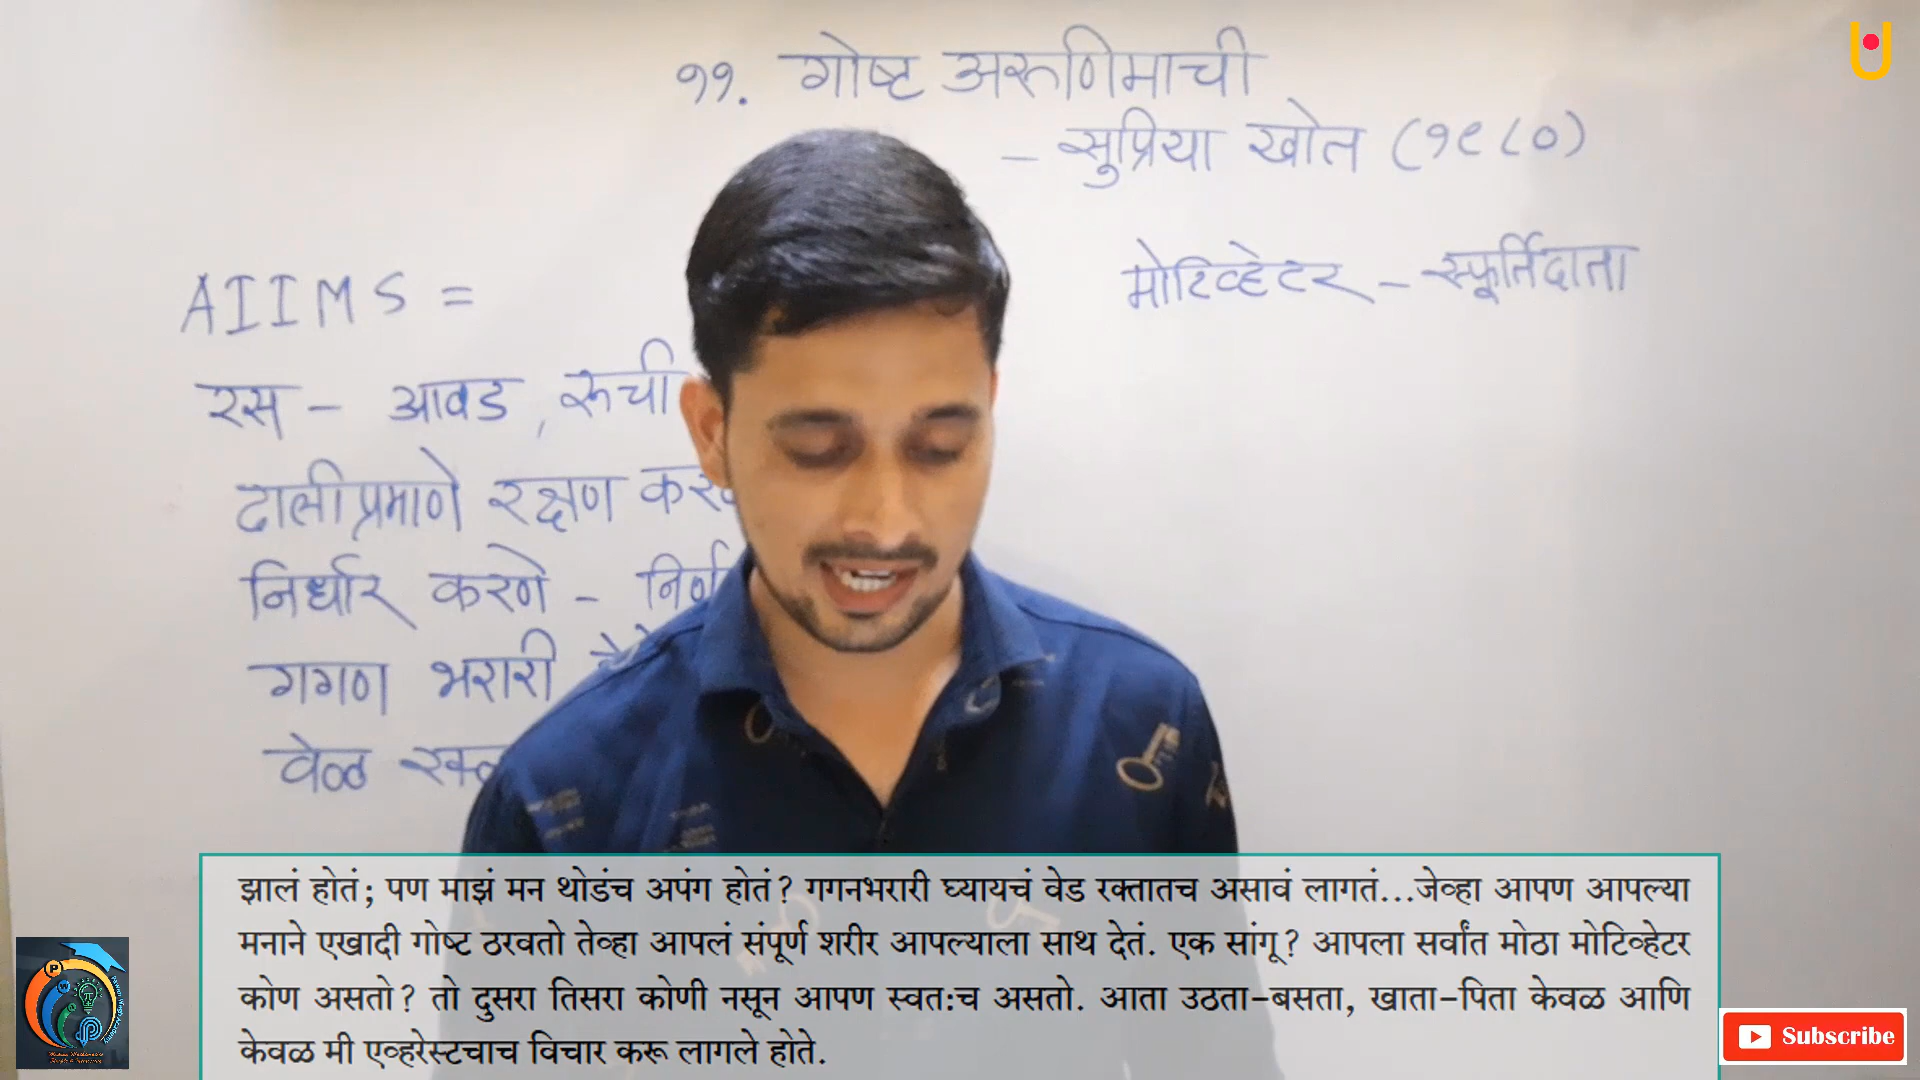 ११. गोष्ट अरुणिमाची
– सुप्रिया खोत (१९८०)
AIIMS =
मोटिव्हेटर – स्फूर्तिदाता
रस – आवड, रुची
ढालीप्रमाणे रक्षण
निर्धार करणे –
गगण भरारी
वेळ
झालं होतं; पण माझं मन थोडंच अपंग होतं? गगनभरारी घ्यायचं वेड रक्तातच असावं लागतं...जेव्हा आपण आपल्या
मनाने एखादी गोष्ट ठरवतो तेव्हा आपलं संपूर्ण शरीर आपल्याला साथ देतं. एक सांगू? आपला सर्वांत मोठा मोटिव्हेटर
कोण असतो? तो दुसरा तिसरा कोणी नसून आपण स्वत:च असतो. आता उठता-बसता, खाता-पिता केवळ आणि
केवळ मी एव्हरेस्टचाच विचार करू लागले होते.
Subscribe